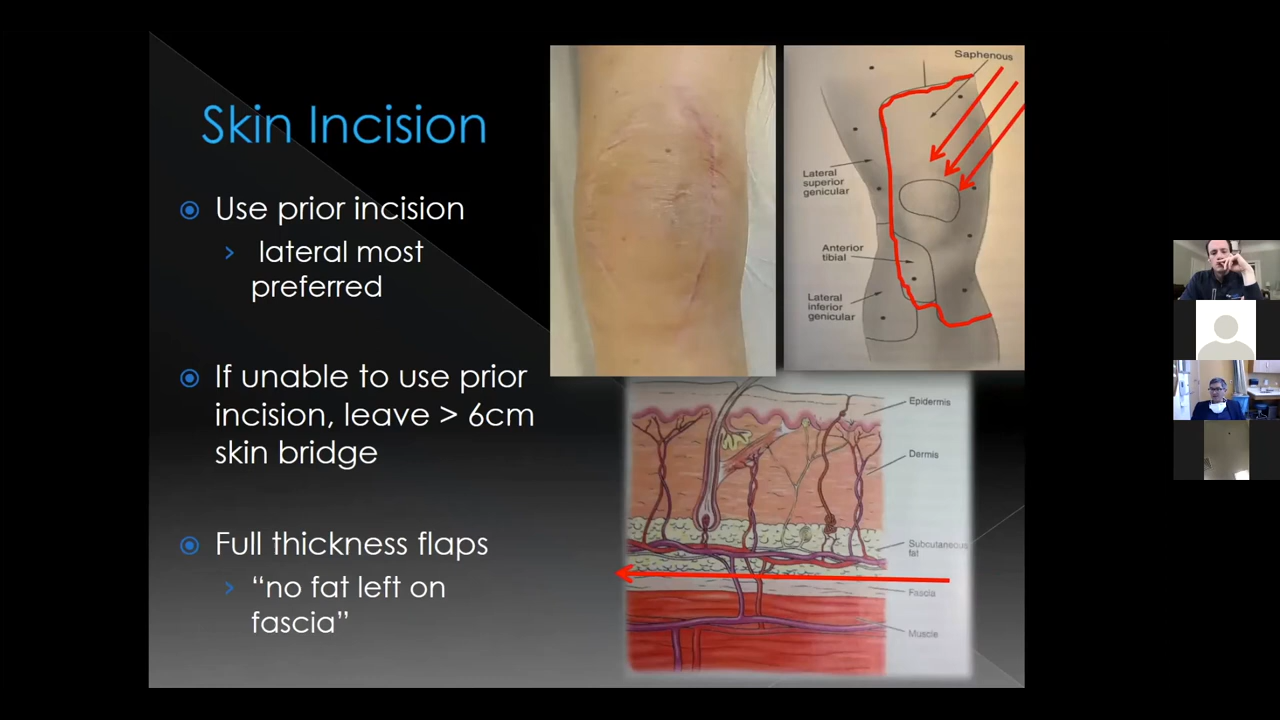 Skin Incision
Use prior incision
lateral most
preferred
If unable to use prior
incision, leave > 6cm
skin bridge
Full thickness flaps
“no fat left on
fascia”
Saphenous
Lateral
superior
genicular
Anterior
tibial
Lateral
inferior
genicular
Epidermis
Dermis
Subcutaneous
fat
Fascia
Muscle